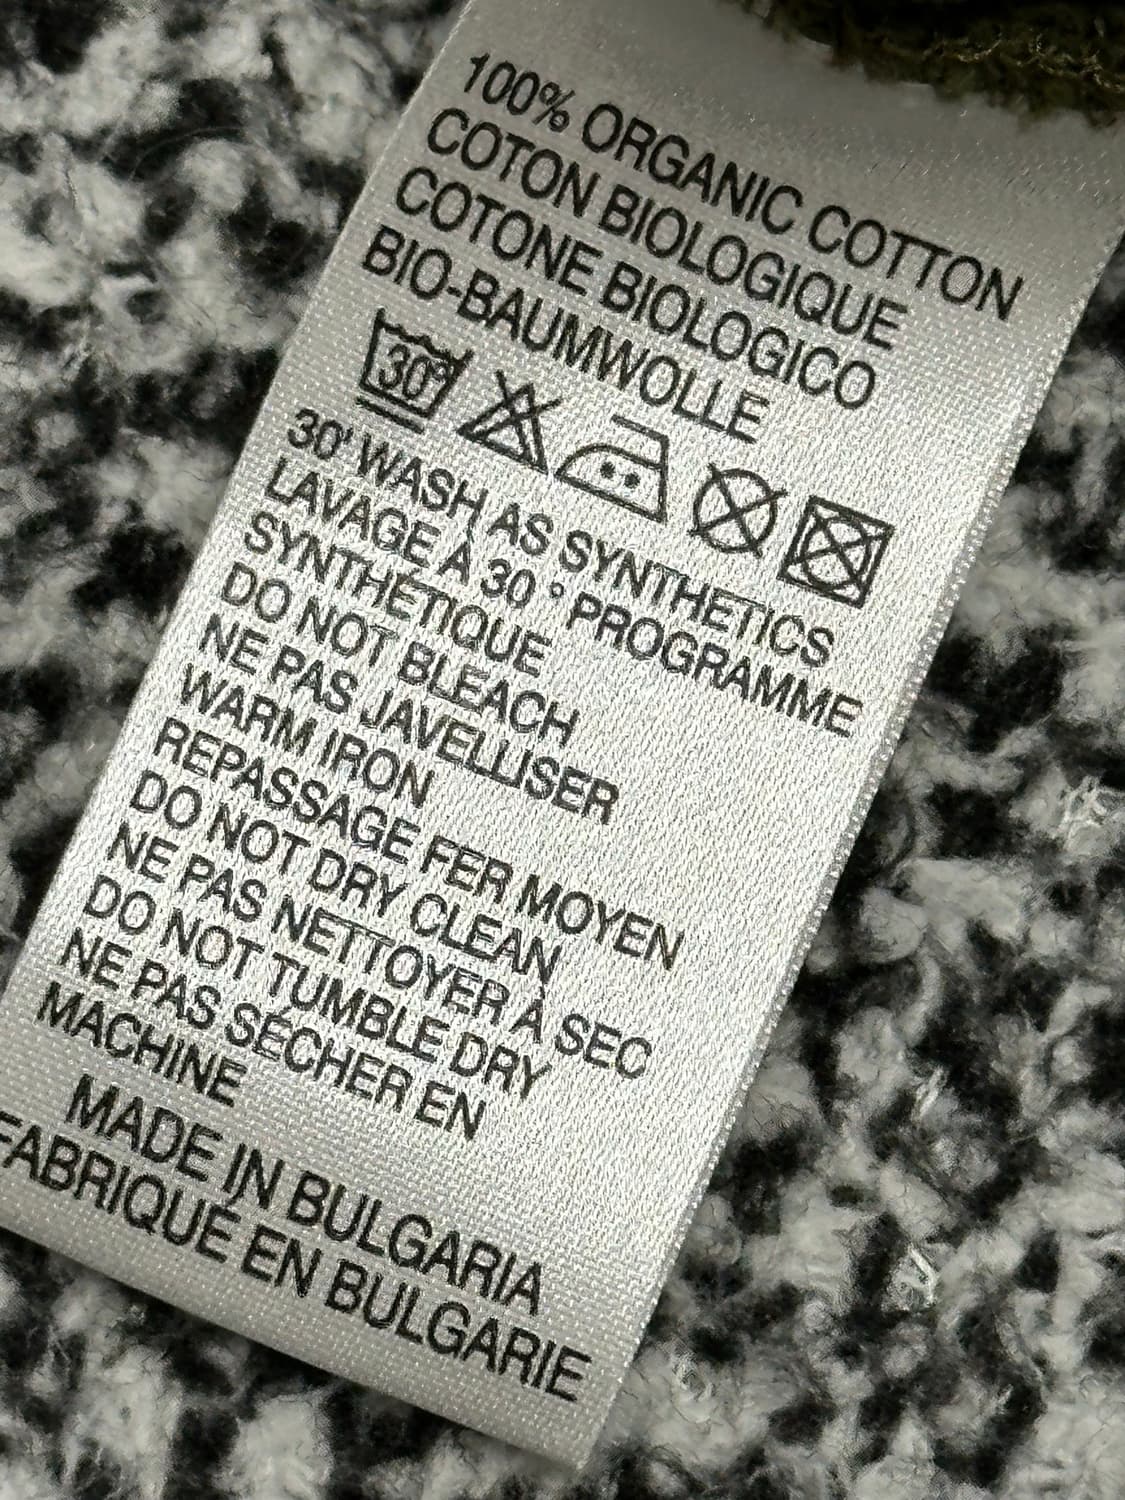 100% ORGANIC COTTON
COTON BIOLOGIQUE
COTONE BIOLOGICO
BIO-BAUMWOLLE
30°
30' WASH AS SYNTHETICS
LAVAGE À 30 ° PROGRAMME
SYNTHÉTIQUE
DO NOT BLEACH
NE PAS JAVELLISER
WARM IRON
REPASSAGE FER MOYEN
DO NOT DRY CLEAN
NE PAS NETTOYER À SEC
DO NOT TUMBLE DRY
NE PAS SÉCHER EN
MACHINE
MADE IN BULGARIA
FABRIQUÉ EN BULGARIE